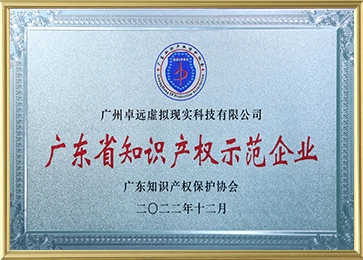 广州卓远虚拟现实科技有限公司
广东省知识产权示范企业
广东知识产权保护协会
二〇二二年十二月